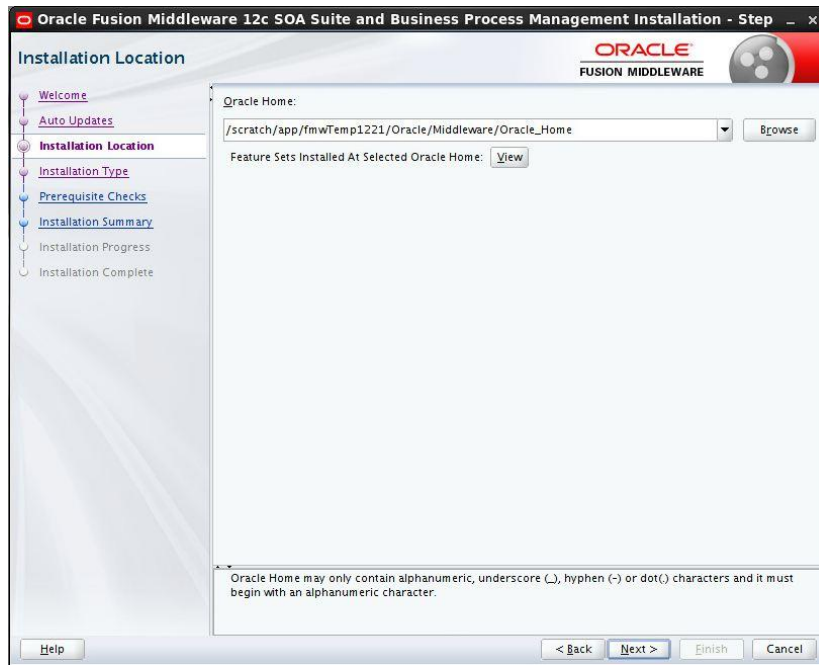 Oracle Fusion Middleware 12c SOA Suite and Business Process Management Installation - Step
Installation Location
ORACLE
FUSION MIDDLEWARE
Welcome
Auto Updates
Installation Location
Installation Type
Prerequisite Checks
Installation Summary
Installation Progress
Installation Complete
Oracle Home:
/scratch/app/fmwTemp1221/Oracle/Middleware/Oracle_Home
Browse
Feature Sets Installed At Selected Oracle Home: View
Oracle Home may only contain alphanumeric, underscore (_), hyphen (-) or dot(.) characters and it must
begin with an alphanumeric character.
Help
< Back
Next >
Finish
Cancel